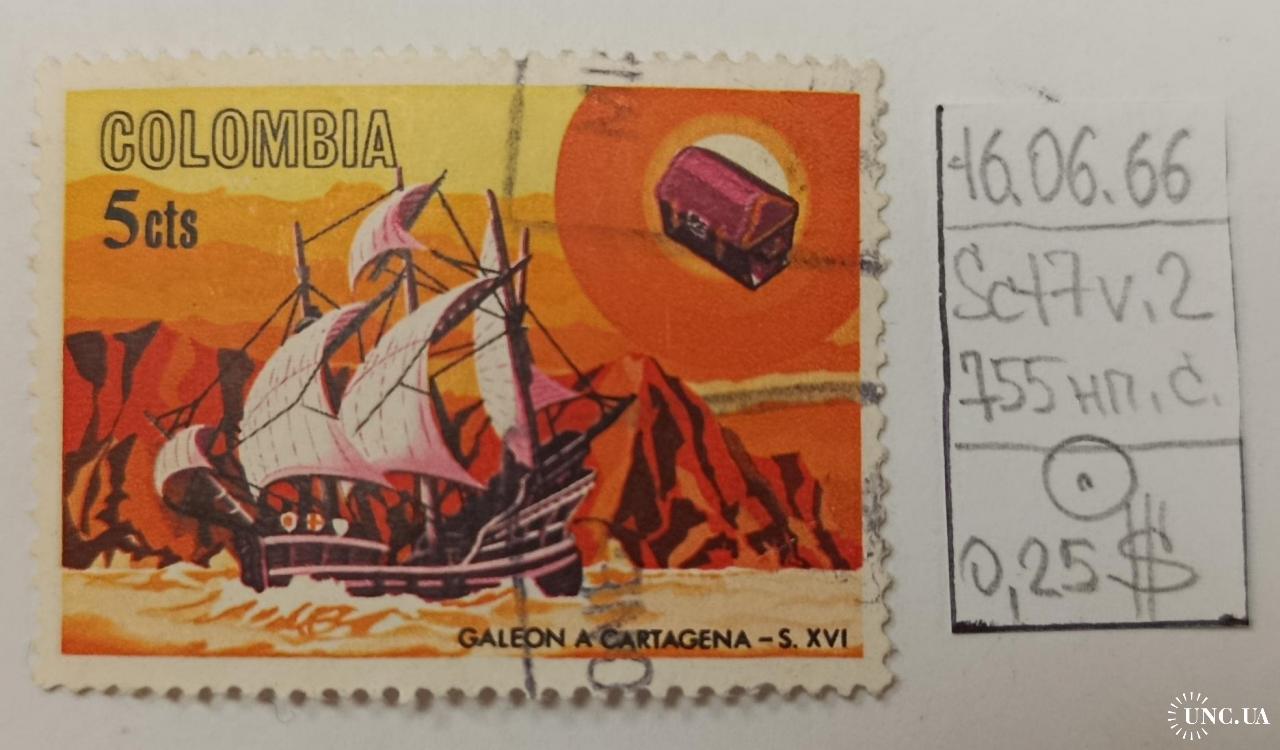 COLOMBIA
5cts
GALEON A CARTAGENA – S. XVI
16.06.66
Sc17v.2
755 нп. с.
0,25 $
UNC.UA